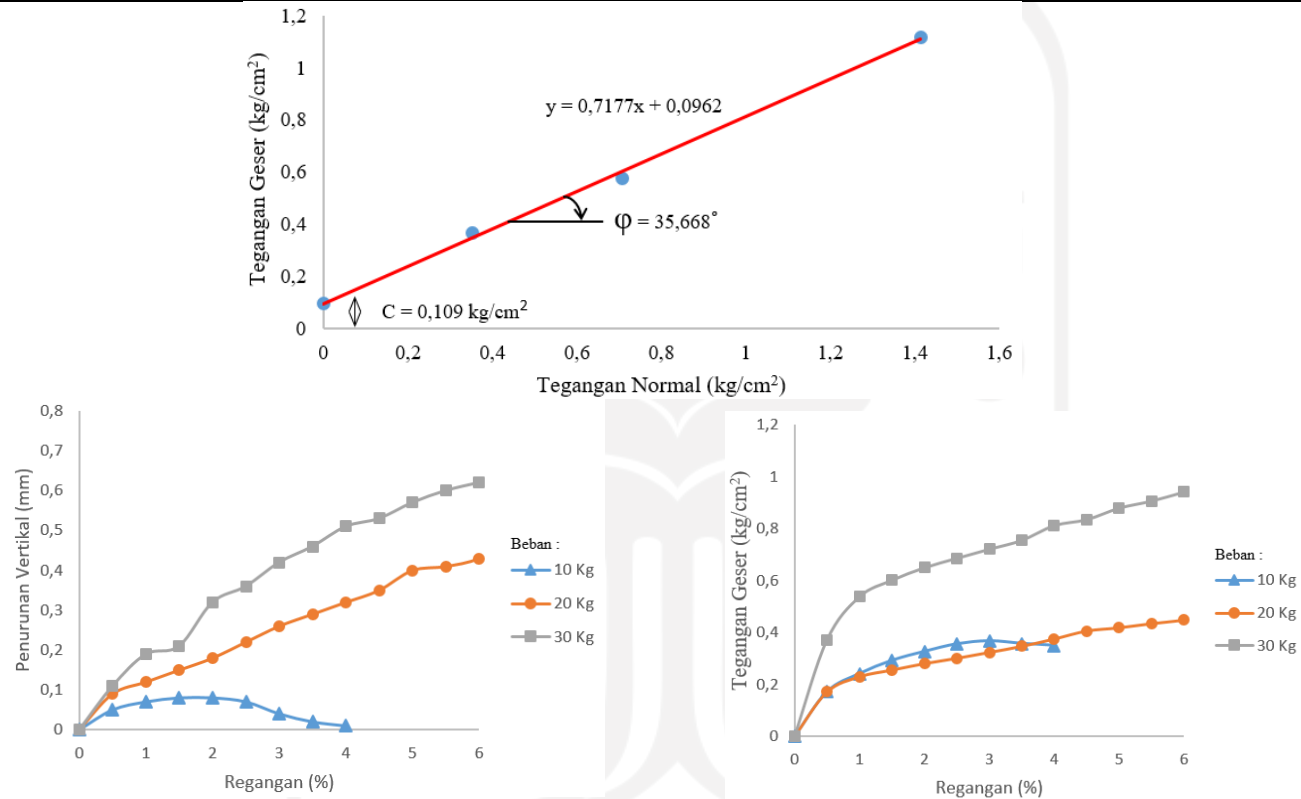 Tegangan Geser (kg/cm²)
1,2
1
0,8
0,6
0,4
0,2
0
y = 0,7177x + 0,0962
φ = 35,668˚
C = 0,109 kg/cm²
0 0,2 0,4 0,6 0,8 1 1,2 1,4 1,6
Tegangan Normal (kg/cm²)
Penurunan Vertikal (mm)
0,8
0,7
0,6
0,5
0,4
0,3
0,2
0,1
0
0 1 2 3 4 5 6
Regangan (%)
Beban :
10 Kg
20 Kg
30 Kg
Tegangan Geser (kg/cm²)
1,2
1
0,8
0,6
0,4
0,2
0
0 1 2 3 4 5 6
Regangan (%)
Beban :
10 Kg
20 Kg
30 Kg